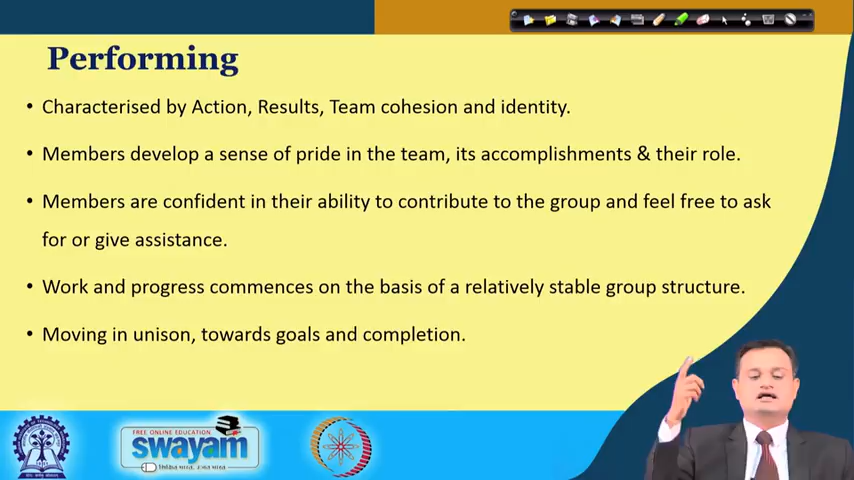 Performing
• Characterised by Action, Results, Team cohesion and identity.
• Members develop a sense of pride in the team, its accomplishments & their role.
• Members are confident in their ability to contribute to the group and feel free to ask
for or give assistance.
• Work and progress commences on the basis of a relatively stable group structure.
• Moving in unison, towards goals and completion.
FREE ONLINE EDUCATION
swayam